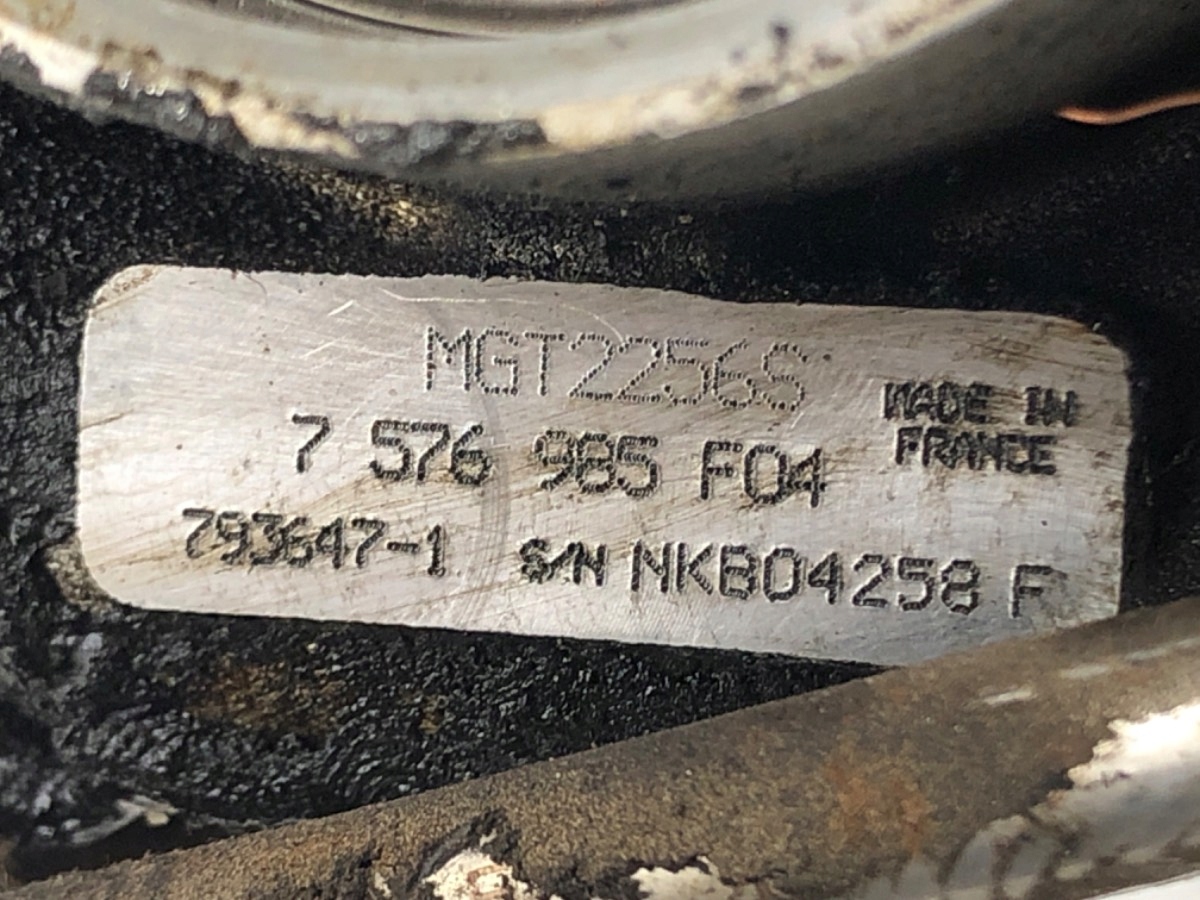 MGT2256S
7 576 985 F04
MADE IN
FRANCE
793647-1 S/N NKB04258 F